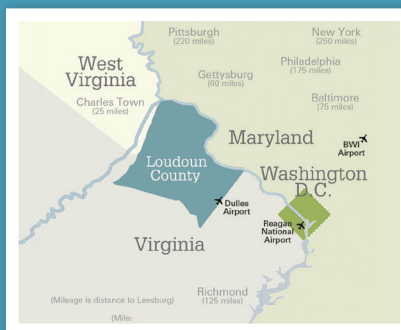 Pittsburgh
(220 miles)
New York
(260 miles)
Philadelphia
(175 miles)
West
Virginia
Gettysburg
(60 miles)
Charles Town
(25 miles)
Baltimore
(75 miles)
Maryland
BWI
Airport
Loudoun
County
Washington
D.C.
Dulles
Airport
Reagan
National
Airport
Virginia
Richmond
(125 miles)
(Mileage is distance to Leesburg)
(Mile: